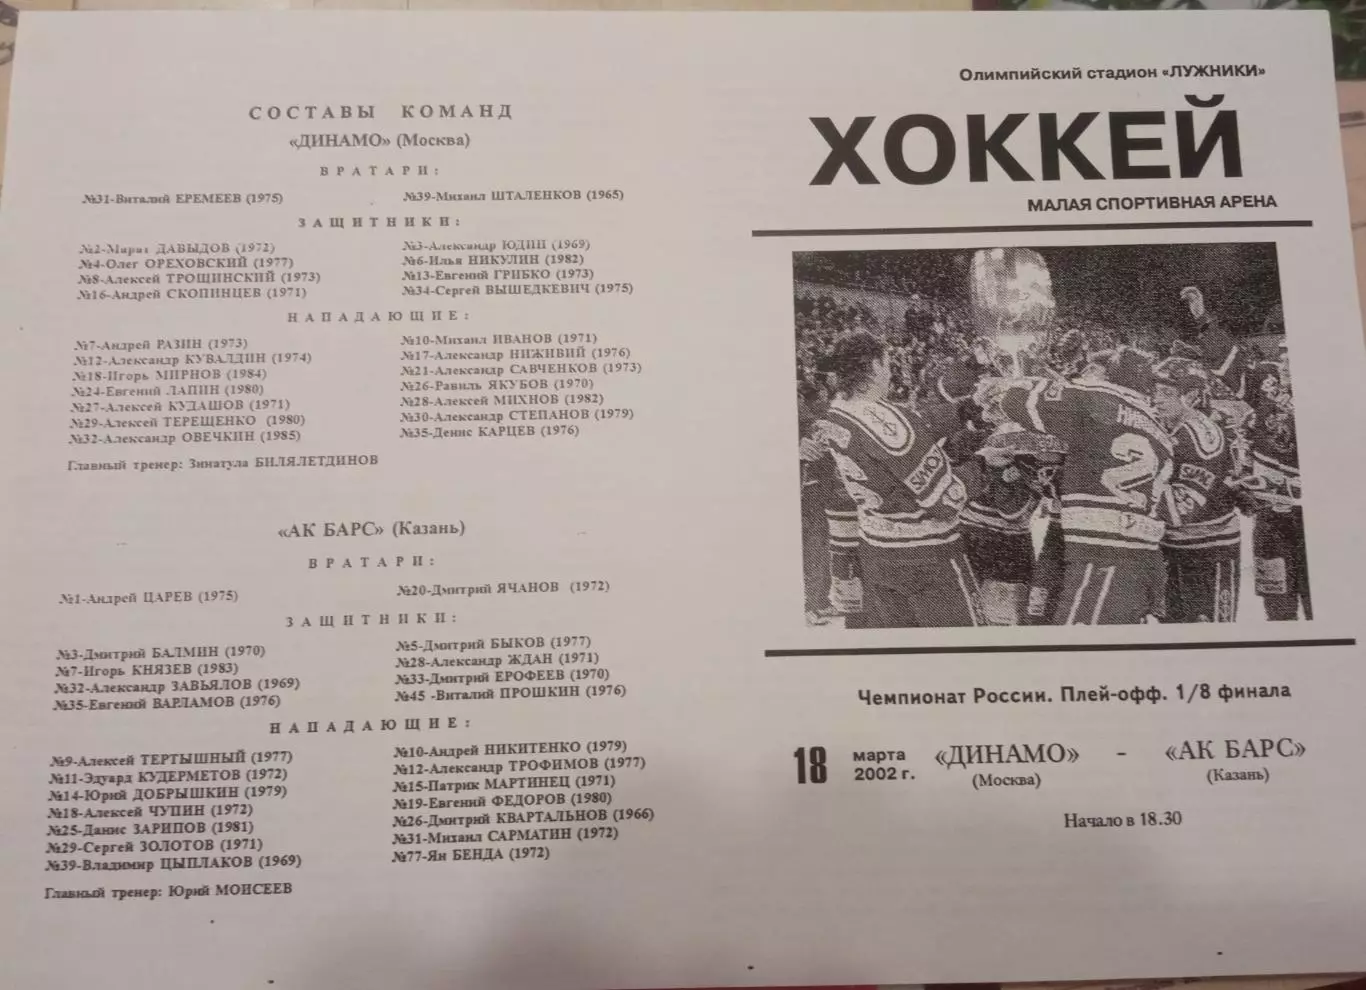 СОСТАВЫ КОМАНД
«ДИНАМО» (Москва)
ВРАТАРИ:
№31-Виталий ЕРЕМЕЕВ (1975)
№39-Михаил ШТАЛЕНКОВ (1965)
ЗАЩИТНИКИ:
№2-Марат ДАВЫДОВ (1972)
№4-Олег ОРЕХОВСКИЙ (1977)
№8-Алексей ТРОЩИНСКИЙ (1973)
№16-Андрей СКОПИНЦЕВ (1971)
№3-Александр ЮДИН (1969)
№6-Илья НИКУЛИН (1982)
№13-Евгений ГРИБКО (1973)
№34-Сергей ВЫШЕДКЕВИЧ (1975)
НАПАДАЮЩИЕ:
№7-Андрей РАЗИН (1973)
№12-Александр КУВАЛДИН (1974)
№18-Игорь МИРНОВ (1984)
№24-Евгений ЛАПИН (1980)
№27-Алексей КУДАШОВ (1971)
№29-Алексей ТЕРЕЩЕНКО (1980)
№32-Александр ОВЕЧКИН (1985)
№10-Михаил ИВАНОВ (1971)
№17-Александр НИЖИВИЙ (1976)
№21-Александр САВЧЕНКОВ (1973)
№26-Равиль ЯКУБОВ (1970)
№28-Алексей МИХНОВ (1982)
№30-Александр СТЕПАНОВ (1979)
№35-Денис КАРЦЕВ (1976)
Главный тренер: Зинатула БИЛЯЛЕТДИНОВ
«АК БАРС» (Казань)
ВРАТАРИ:
№1-Андрей ЦАРЕВ (1975)
№20-Дмитрий ЯЧАНОВ (1972)
ЗАЩИТНИКИ:
№3-Дмитрий БАЛМИН (1970)
№7-Игорь КНЯЗЕВ (1983)
№32-Александр ЗАВЬЯЛОВ (1969)
№35-Евгений ВАРЛАМОВ (1976)
№5-Дмитрий БЫКОВ (1977)
№28-Александр ЖДАН (1971)
№33-Дмитрий ЕРОФЕЕВ (1970)
№45 -Виталий ПРОШКИН (1976)
НАПАДАЮЩИЕ:
№9-Алексей ТЕРТЫШНЫЙ (1977)
№11-Эдуард КУДЕРМЕТОВ (1972)
№14-Юрий ДОБРЫШКИН (1979)
№18-Алексей ЧУПИН (1972)
№25-Данис ЗАРИПОВ (1981)
№29-Сергей ЗОЛОТОВ (1971)
№39-Владимир ЦЫПЛАКОВ (1969)
№10-Андрей НИКИТЕНКО (1979)
№12-Александр ТРОФИМОВ (1977)
№15-Патрик МАРТИНЕЦ (1971)
№19-Евгений ФЕДОРОВ (1980)
№26-Дмитрий КВАРТАЛЬНОВ (1966)
№31-Михаил САРМАТИН (1972)
№77-Ян БЕНДА (1972)
Главный тренер: Юрий МОИСЕЕВ
Олимпийский стадион «ЛУЖНИКИ»
ХОККЕЙ
МАЛАЯ СПОРТИВНАЯ АРЕНА
2
Чемпионат России. Плей-офф. 1/8 финала
18 марта 2002 г. «ДИНАМО» - «АК БАРС»
(Москва) (Казань)
Начало в 18.30